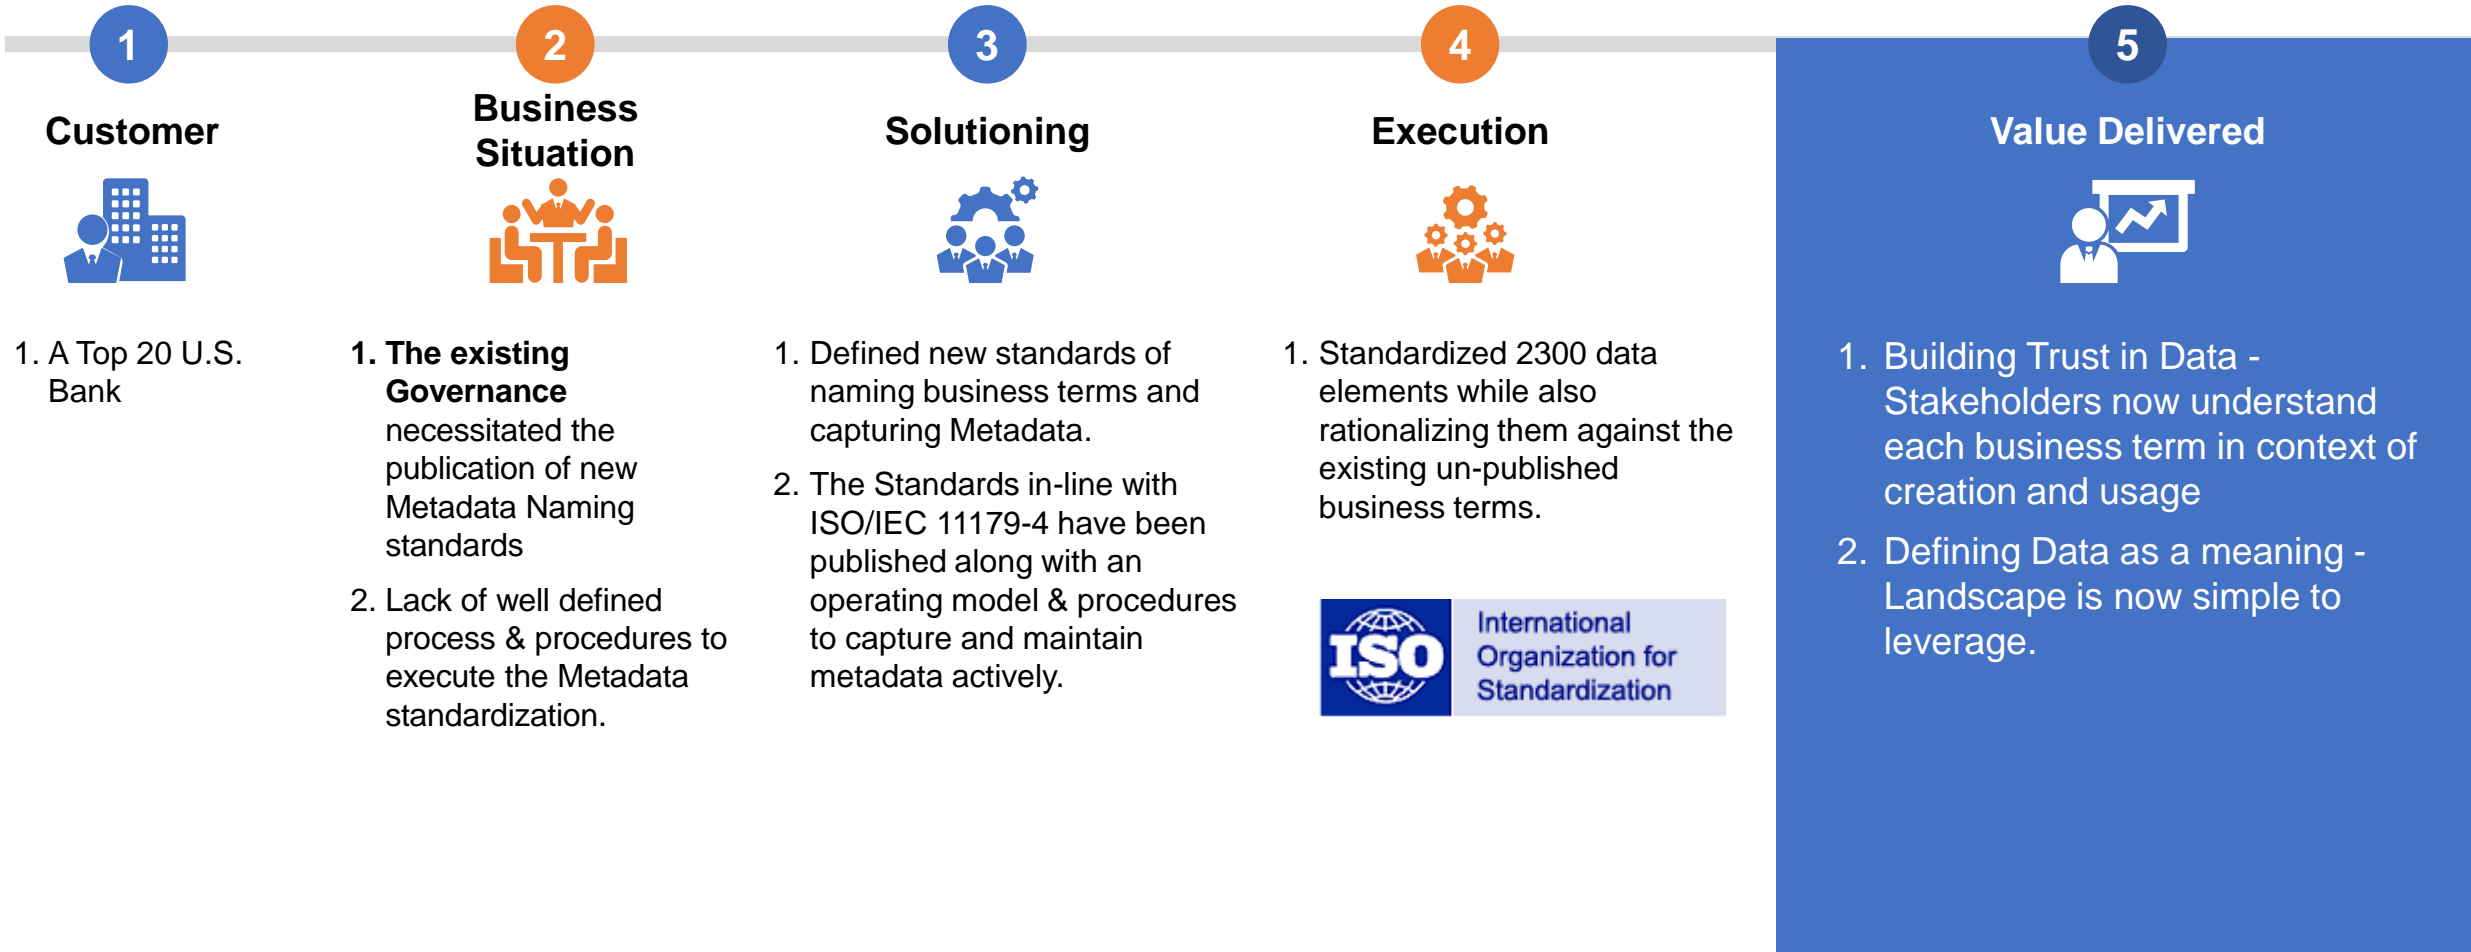 1
Customer
1. A Top 20 U.S.
Bank
2
Business
Situation
1. The existing
Governance
necessitated the
publication of new
Metadata Naming
standards
2. Lack of well defined
process & procedures to
execute the Metadata
standardization.
3
Solutioning
1. Defined new standards of
naming business terms and
capturing Metadata.
2. The Standards in-line with
ISO/IEC 11179-4 have been
published along with an
operating model & procedures
to capture and maintain
metadata actively.
4
Execution
1. Standardized 2300 data
elements while also
rationalizing them against the
existing un-published
business terms.
ISO
International
Organization for
Standardization
5
Value Delivered
1. Building Trust in Data -
Stakeholders now understand
each business term in context of
creation and usage
2. Defining Data as a meaning -
Landscape is now simple to
leverage.